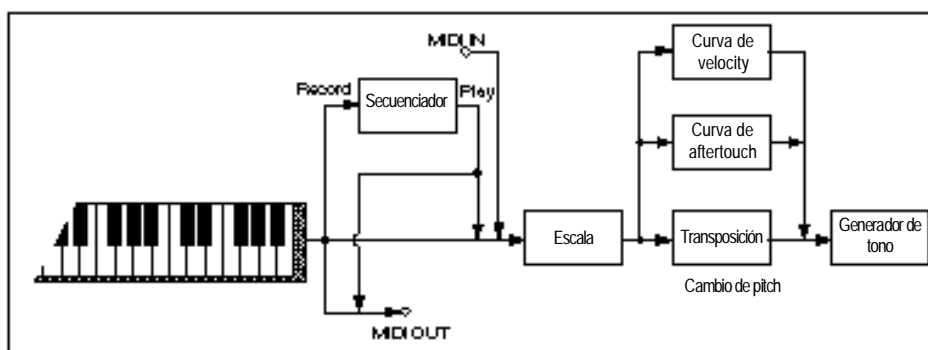 MIDI IN
Curva de
velocity
Record
Secuenciador
Play
Curva de
aftertouch
Escala
Transposición
Generador de
tono
Cambio de pitch
MIDI OUT